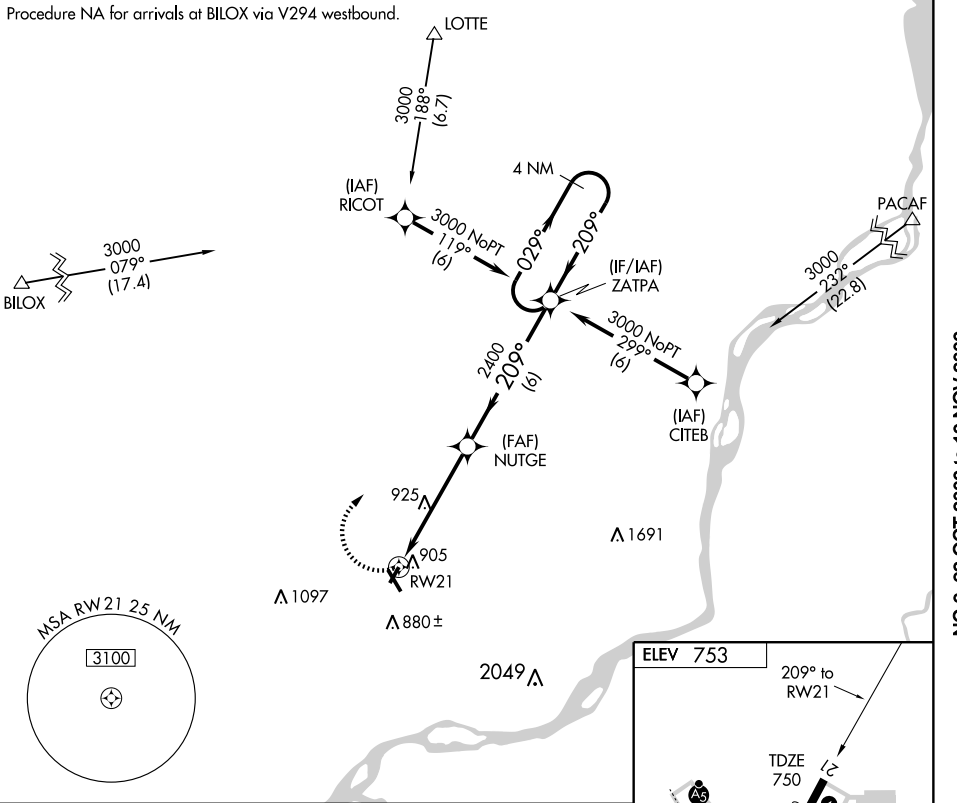 Procedure NA for arrivals at BILOX via V294 westbound.
LOTTE
3000
188°
(6.7)
4 NM
(IAF)
RICOT
3000 NoPT
119°
(6)
029°
209°
PACAF
3000
079°
(17.4)
BILOX
(IF/IAF)
ZATPA
3000
232°
(22.8)
3000 NoPT
299°
(6)
2400
209°
(6)
(IAF)
CITEB
(FAF)
NUTGE
925
905
RW21
1691
1097
880±
MSA RW21 25 NM
3100
2049
ELEV 753
209° to
RW21
TDZE
750
21
A5